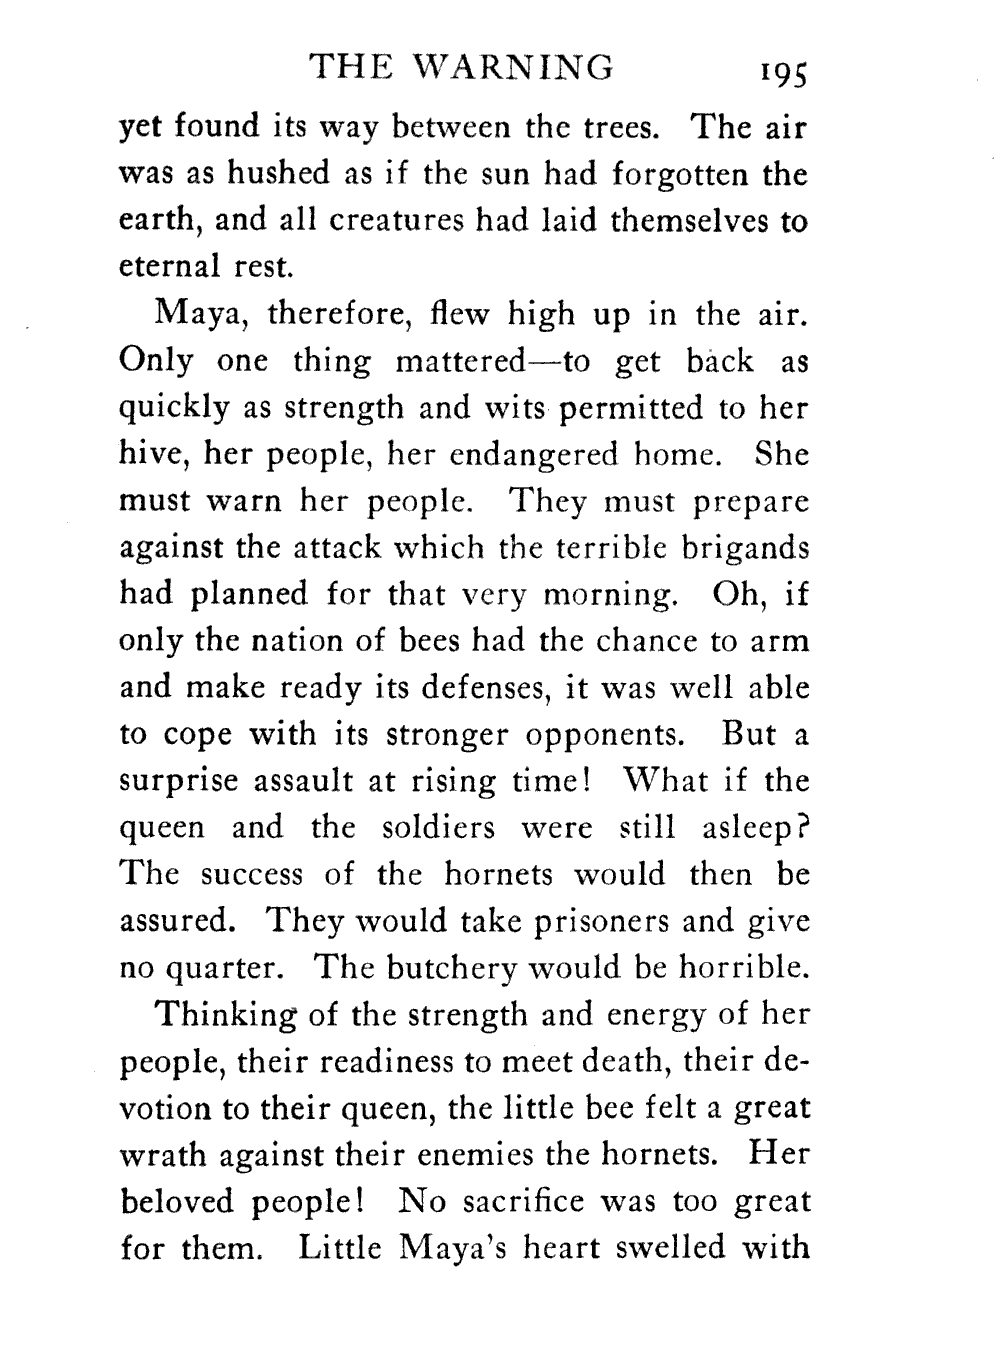 THE WARNING 195
yet found its way between the trees. The air
was as hushed as if the sun had forgotten the
earth, and all creatures had laid themselves to
eternal rest.
Maya, therefore, flew high up in the air.
Only one thing mattered—to get back as
quickly as strength and wits permitted to her
hive, her people, her endangered home. She
must warn her people. They must prepare
against the attack which the terrible brigands
had planned for that very morning. Oh, if
only the nation of bees had the chance to arm
and make ready its defenses, it was well able
to cope with its stronger opponents. But a
surprise assault at rising time! What if the
queen and the soldiers were still asleep?
The success of the hornets would then be
assured. They would take prisoners and give
no quarter. The butchery would be horrible.
Thinking of the strength and energy of her
people, their readiness to meet death, their de-
votion to their queen, the little bee felt a great
wrath against their enemies the hornets. Her
beloved people! No sacrifice was too great
for them. Little Maya's heart swelled with